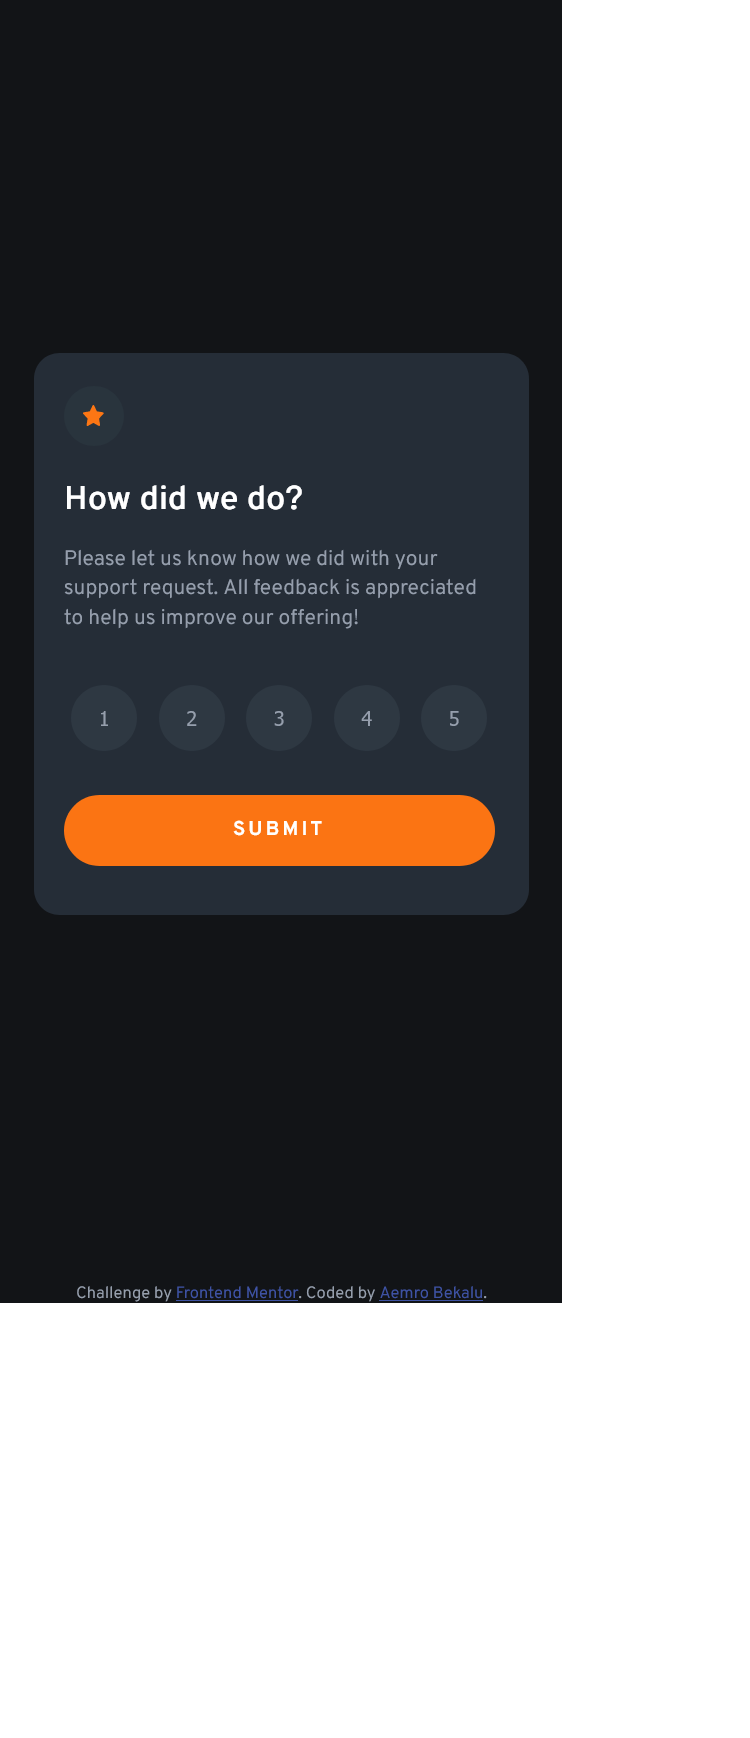 How did we do?
Please let us know how we did with your
support request. All feedback is appreciated
to help us improve our offering!
1 2 3 4 5
SUBMIT
Challenge by Frontend Mentor. Coded by Aemro Bekalu.